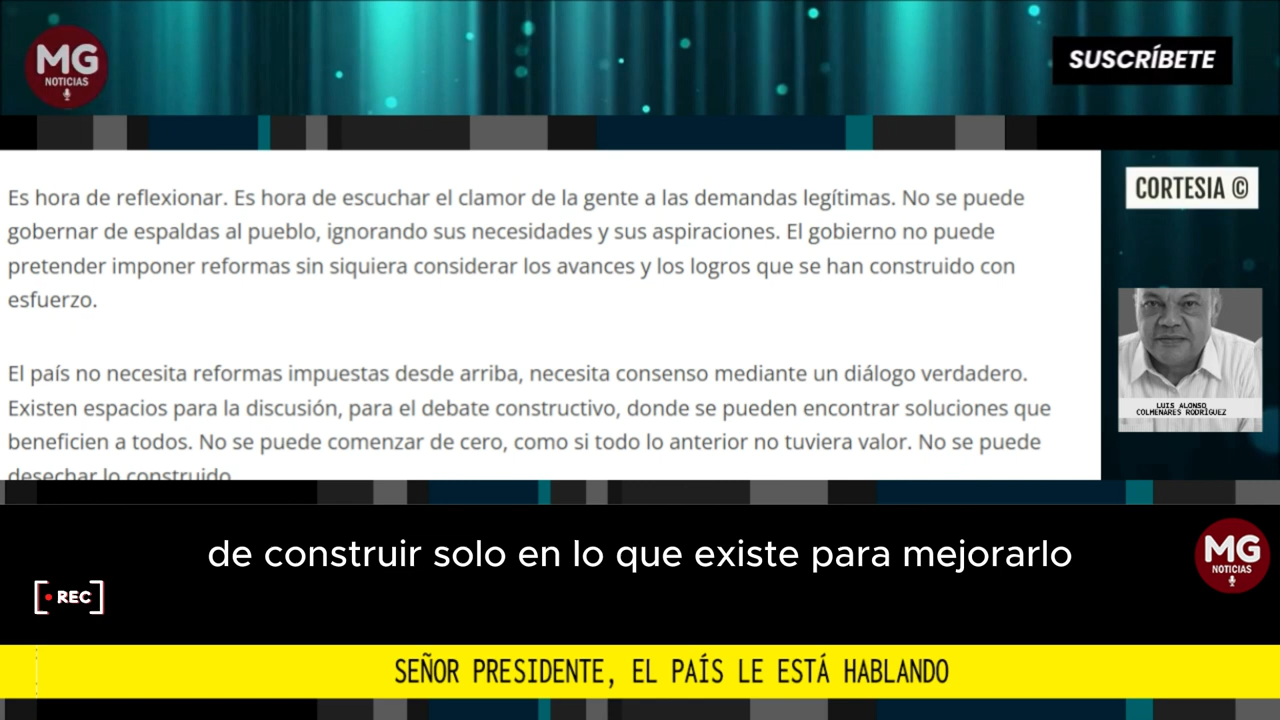 MG
NOTICIAS
SUSCRÍBETE
Es hora de reflexionar. Es hora de escuchar el clamor de la gente a las demandas legítimas. No se puede
gobernar de espaldas al pueblo, ignorando sus necesidades y sus aspiraciones. El gobierno no puede
pretender imponer reformas sin siquiera considerar los avances y los logros que se han construido con
esfuerzo.
El país no necesita reformas impuestas desde arriba, necesita consenso mediante un diálogo verdadero.
Existen espacios para la discusión, para el debate constructivo, donde se pueden encontrar soluciones que
beneficien a todos. No se puede comenzar de cero, como si todo lo anterior no tuviera valor. No se puede
desechar lo construido
CORTESIA ©
LUIS ALONSO
COLMENARES RODRÍGUEZ
de construir solo en lo que existe para mejorarlo
MG
NOTICIAS
REC
SEÑOR PRESIDENTE, EL PAÍS LE ESTÁ HABLANDO